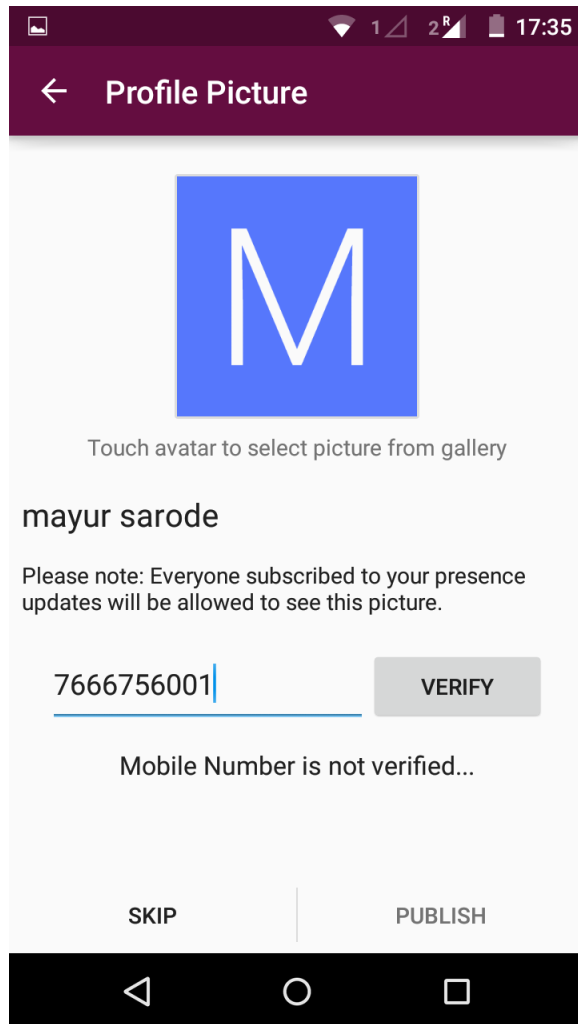 1 2 R 17:35
Profile Picture
M
Touch avatar to select picture from gallery
mayur sarode
Please note: Everyone subscribed to your presence
updates will be allowed to see this picture.
7666756001 VERIFY
Mobile Number is not verified...
SKIP PUBLISH